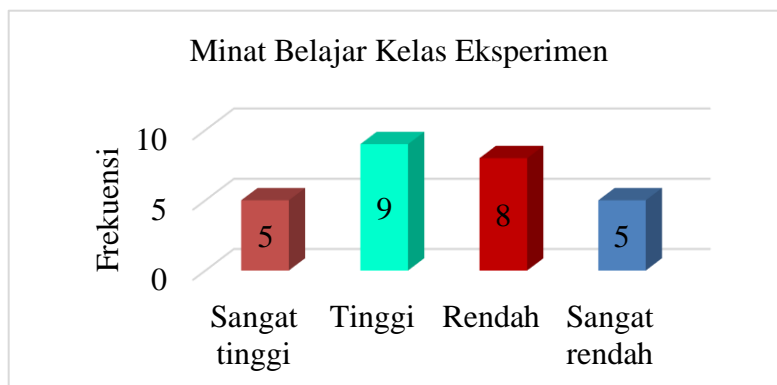 Minat Belajar Kelas Eksperimen
Frekuensi
10
5
0
5
9
8
5
Sangat tinggi
Tinggi
Rendah
Sangat rendah